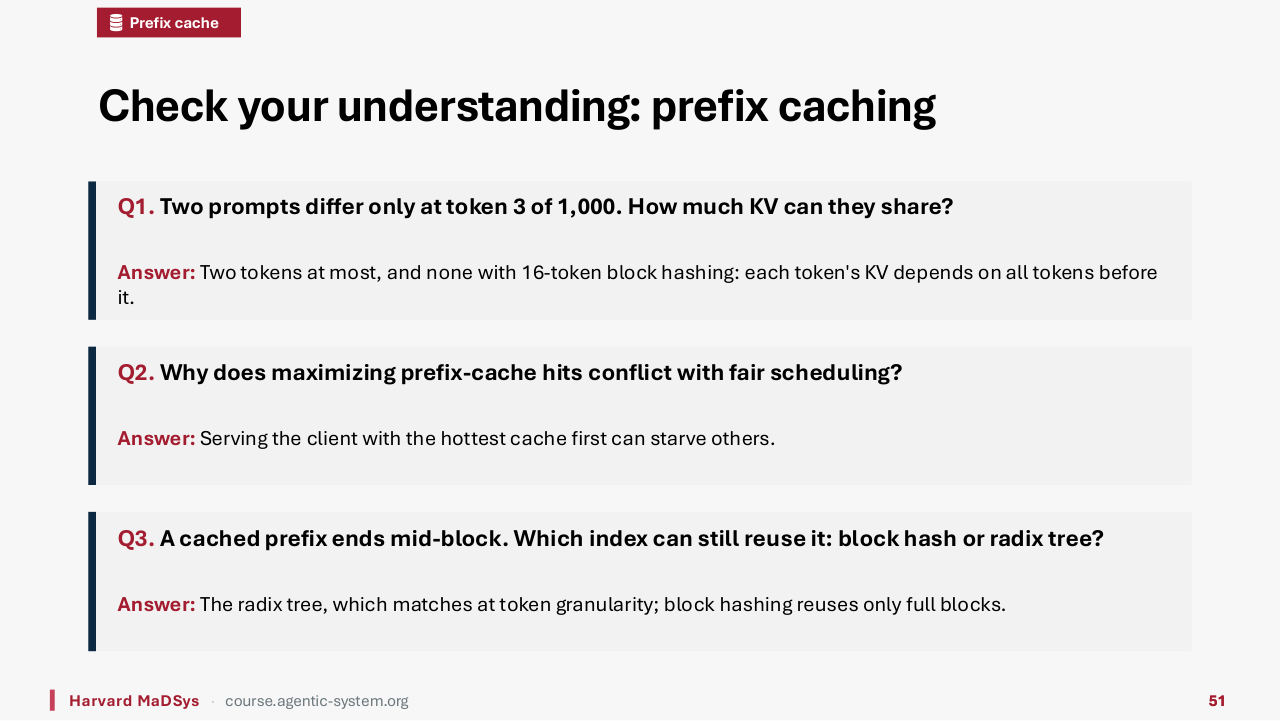 Prefix cache
Check your understanding: prefix caching
Q1. Two prompts differ only at token 3 of 1,000. How much KV can they share?
Answer: Two tokens at most, and none with 16-token block hashing: each token's KV depends on all tokens before
it.
Q2. Why does maximizing prefix-cache hits conflict with fair scheduling?
Answer: Serving the client with the hottest cache first can starve others.
Q3. A cached prefix ends mid-block. Which index can still reuse it: block hash or radix tree?
Answer: The radix tree, which matches at token granularity; block hashing reuses only full blocks.
Harvard MaDSys · course.agentic-system.org
51